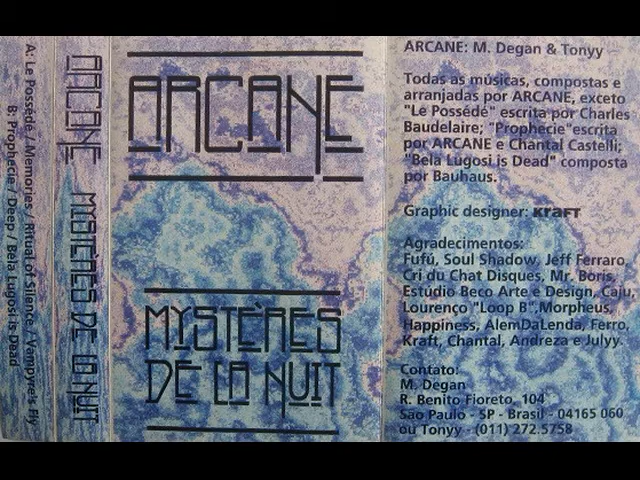 A: Le Possédé / Memories / Ritual of Silence / Vampyre's Fly
B: Prophecie / Deep / Bela Lugosi is Dead
ARCANE MYSTÈRES DE LA NUIT
ARCANE
MYSTÈRES
DE LA NUIT
ARCANE: M. Degan & Tonyy
Todas as músicas, compostas e
arranjadas por ARCANE, exceto
"Le Possédé" escrita por Charles
Baudelaire; "Prophecie"escrita
por ARCANE e Chantal Castelli;
"Bela Lugosi is Dead" composta
por Bauhaus.
Graphic designer: KRAFT
Agradecimentos:
Fufú, Soul Shadow, Jeff Ferraro,
Cri du Chat Disques, Mr. Boris,
Estúdio Beco Arte e Design, Caju,
Lourenço "Loop B",Morpheus,
Happiness, AlemDaLenda, Ferro,
Kraft, Chantal, Andreza e Julyy.
Contato:
M. Degan
R. Benito Fioreto, 104
São Paulo - SP - Brasil - 04165 060
ou Tonyy - (011) 272.5758